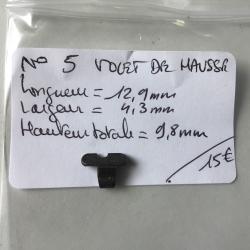 N° 5 VOLET DE HAUSSE
Longueur = 12,9mm
Largeur = 4,3mm
Hauteur totale = 9,8mm
15€